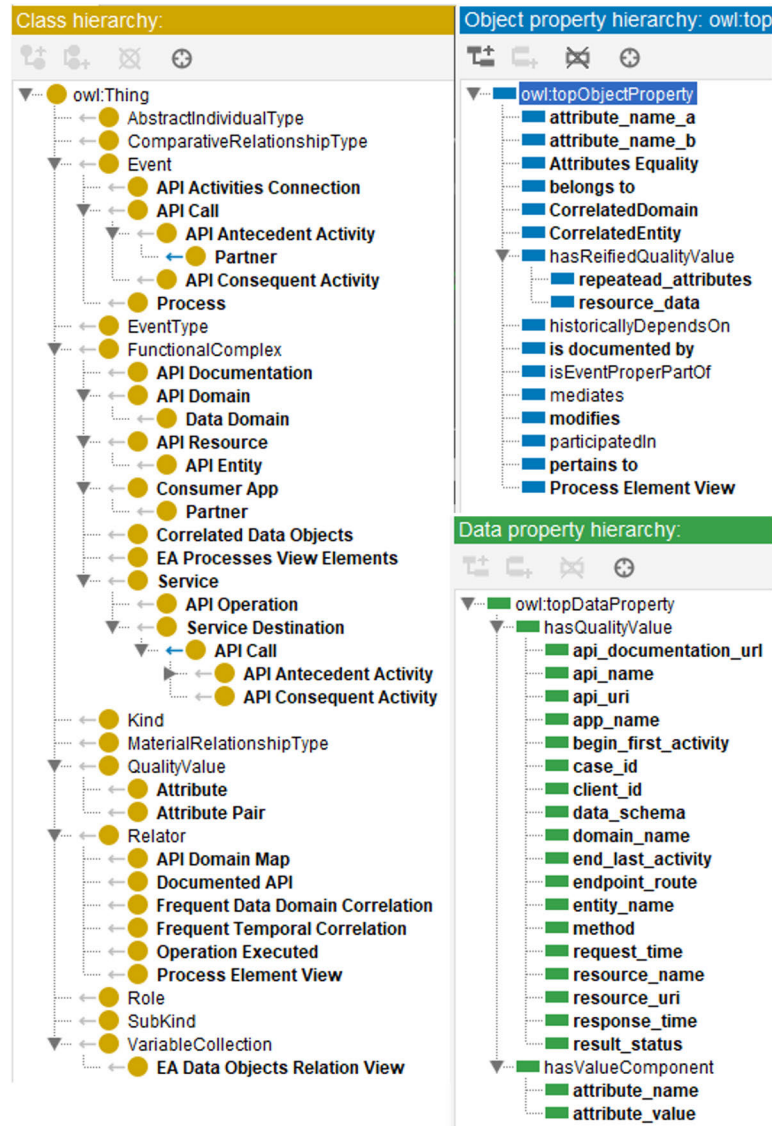 Class hierarchy:
owl:Thing
AbstractIndividualType
ComparativeRelationshipType
Event
API Activities Connection
API Call
API Antecedent Activity
Partner
API Consequent Activity
Process
EventType
FunctionalComplex
API Documentation
API Domain
Data Domain
API Resource
API Entity
Consumer App
Partner
Correlated Data Objects
EA Processes View Elements
Service
API Operation
Service Destination
API Call
API Antecedent Activity
API Consequent Activity
Kind
MaterialRelationshipType
QualityValue
Attribute
Attribute Pair
Relator
API Domain Map
Documented API
Frequent Data Domain Correlation
Frequent Temporal Correlation
Operation Executed
Process Element View
Role
SubKind
VariableCollection
EA Data Objects Relation View
Object property hierarchy: owl:top
owl:topObjectProperty
attribute_name_a
attribute_name_b
Attributes Equality
belongs to
CorrelatedDomain
CorrelatedEntity
hasReifiedQualityValue
repeatead_attributes
resource_data
historicallyDependsOn
is documented by
isEventProperPartOf
mediates
modifies
participatedIn
pertains to
Process Element View
Data property hierarchy:
owl:topDataProperty
hasQualityValue
api_documentation_url
api_name
api_uri
app_name
begin_first_activity
case_id
client_id
data_schema
domain_name
end_last_activity
endpoint_route
entity_name
method
request_time
resource_name
resource_uri
response_time
result_status
hasValueComponent
attribute_name
attribute_value